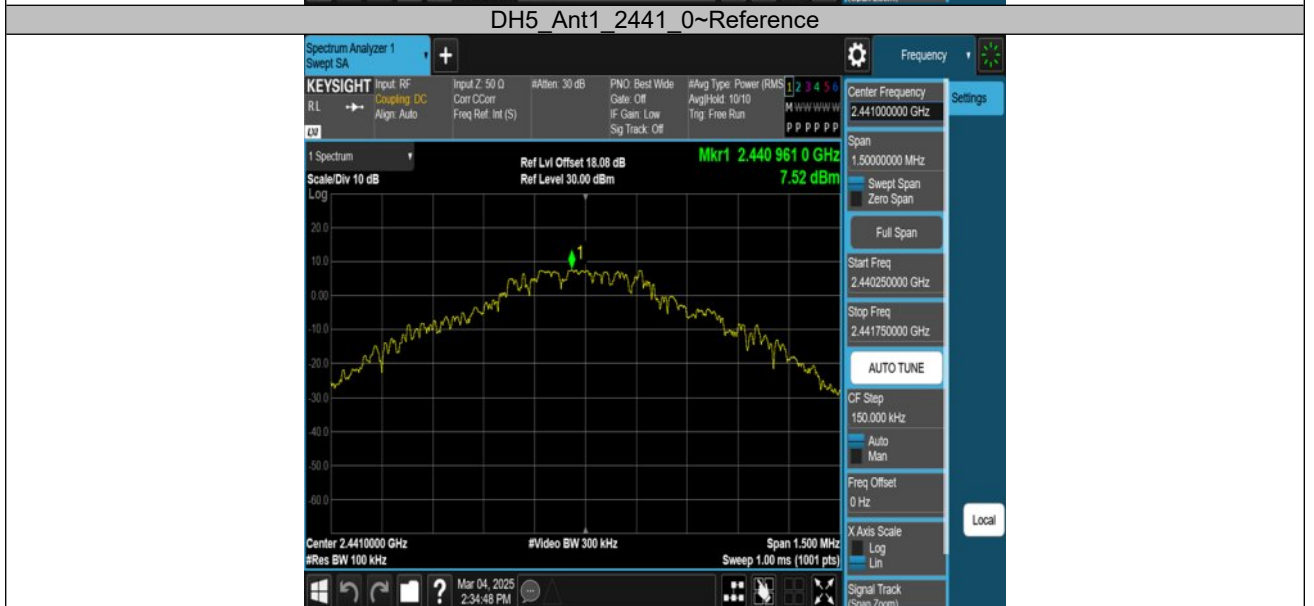 DH5_Ant1_2441_0~Reference
Spectrum Analyzer 1
Swept SA
+
Frequency
KEYSIGHT
RL
Input: RF
Coupling: DC
Align: Auto
Input Z: 50 Ω
Corr CCorr
Freq Ref: Int (S)
#Atten: 30 dB
PNO: Best Wide
Gate: Off
IF Gain: Low
Sig Track: Off
#Avg Type: Power (RMS
Avg|Hold: 10/10
Trig: Free Run
1 2 3 4 5 6
M W W W W W
P P P P P P
Center Frequency
2.441000000 GHz
Settings
Span
1.50000000 MHz
Swept Span
Zero Span
Full Span
Start Freq
2.440250000 GHz
Stop Freq
2.441750000 GHz
AUTO TUNE
CF Step
150.000 kHz
Auto
Man
Freq Offset
0 Hz
X Axis Scale
Log
Lin
Local
Signal Track
(Span Zoom)
1 Spectrum
Scale/Div 10 dB
Log
Ref Lvl Offset 18.08 dB
Ref Level 30.00 dBm
Mkr1 2.440 961 0 GHz
7.52 dBm
1
20.0
10.0
0.00
-10.0
-20.0
-30.0
-40.0
-50.0
-60.0
Center 2.4410000 GHz
#Res BW 100 kHz
#Video BW 300 kHz
Span 1.500 MHz
Sweep 1.00 ms (1001 pts)
?
Mar 04, 2025
2:34:48 PM